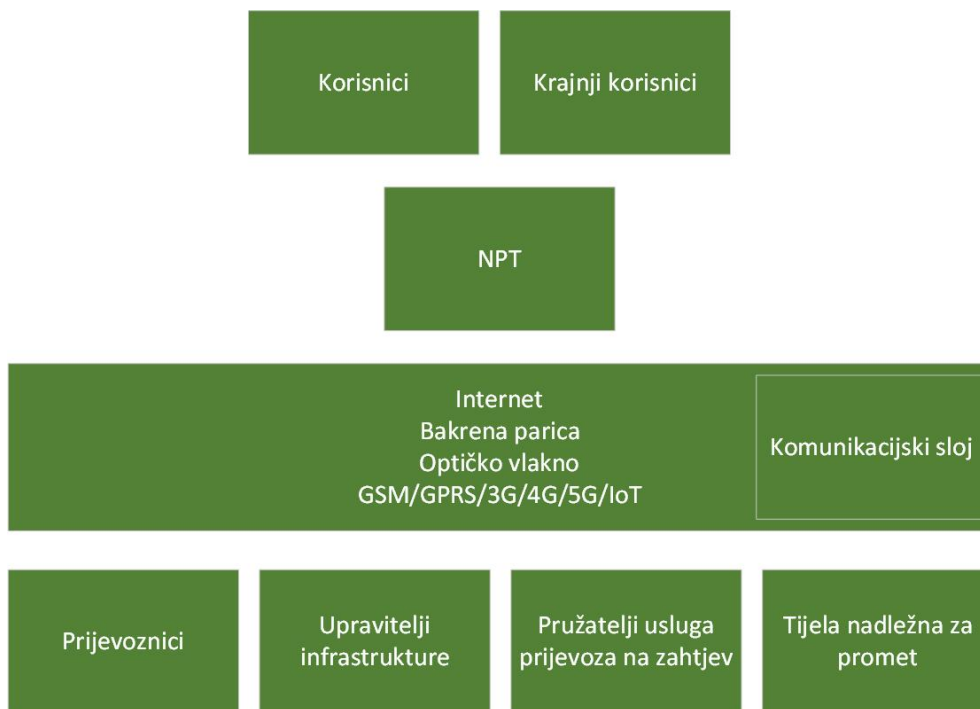 Korisnici
Krajnji korisnici
NPT
Internet
Bakrena parica
Optičko vlakno
GSM/GPRS/3G/4G/5G/IoT
Komunikacijski sloj
Prijevoznici
Upravitelji
infrastrukture
Pružatelji usluga
prijevoza na zahtjev
Tijela nadležna za
promet